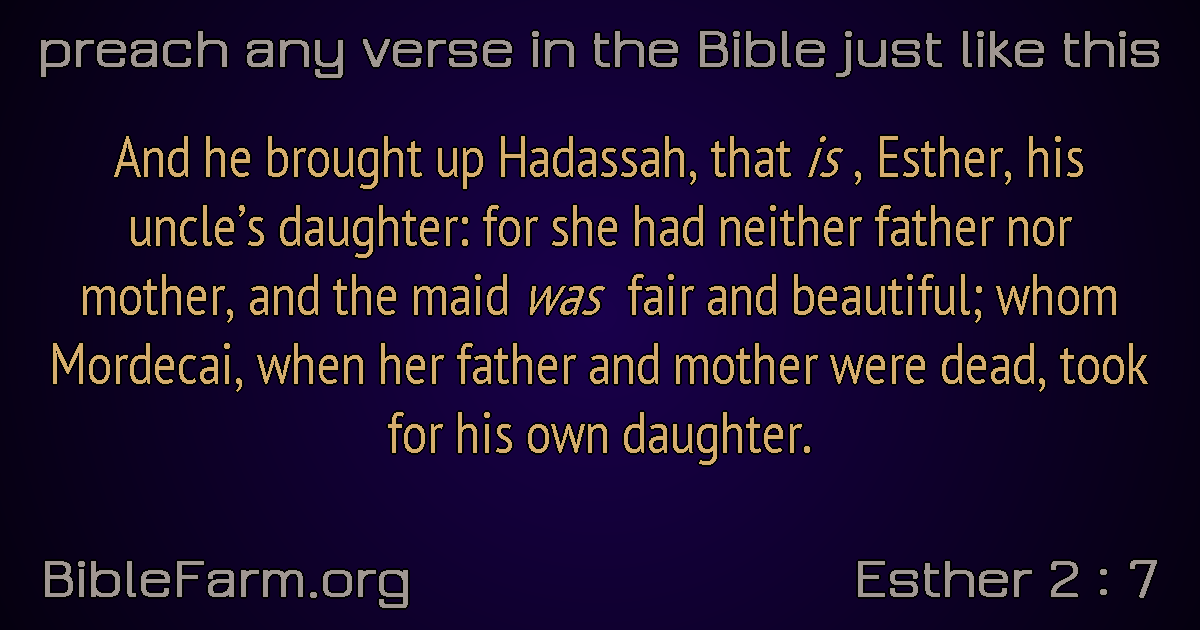 preach any verse in the Bible just like this
And he brought up Hadassah, that is , Esther, his
uncle’s daughter: for she had neither father nor
mother, and the maid was fair and beautiful; whom
Mordecai, when her father and mother were dead, took
for his own daughter.
BibleFarm.org
Esther 2 : 7